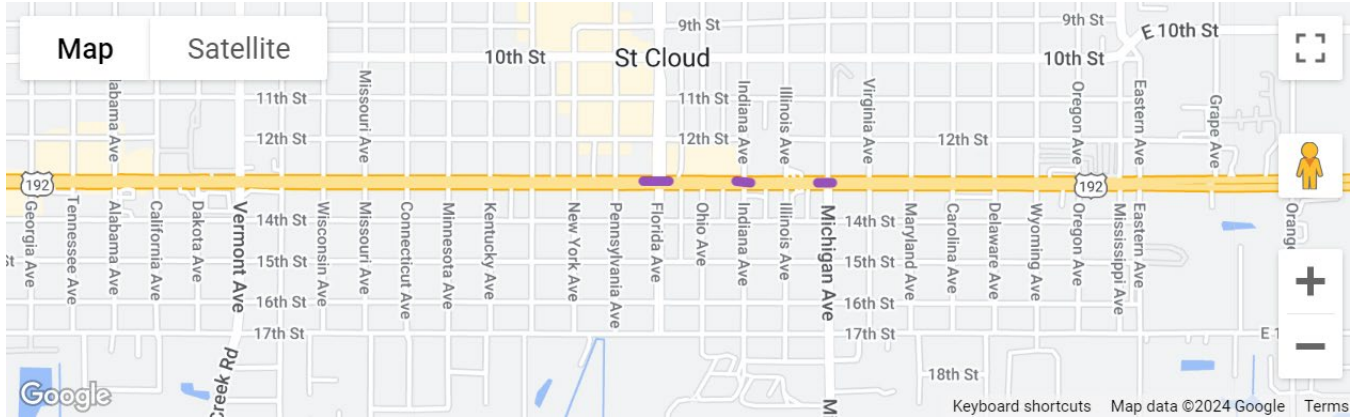 Map
Satellite
9th St
9th St
E 10th St
10th St
St Cloud
10th St
Alabama Ave
Missouri Ave
11th St
11th St
Indiana Ave
Illinois Ave
Virginia Ave
Oregon Ave
Eastern Ave
Grape Ave
12th St
12th St
12th St
192
192
Georgia Ave
Tennessee Ave
Alabama Ave
California Ave
Dakota Ave
Vermont Ave
14th St
Wisconsin Ave
Missouri Ave
Connecticut Ave
Minnesota Ave
Kentucky Ave
New York Ave
Pennsylvania Ave
Florida Ave
Ohio Ave
Indiana Ave
Illinois Ave
Michigan Ave
14th St
Maryland Ave
Carolina Ave
Delaware Ave
Wyoming Ave
Oregon Ave
Mississippi Ave
Eastern Ave
Orange
St
15th St
15th St
16th St
16th St
17th St
17th St
E 1
Creek Rd
18th St
Mi
Google
Keyboard shortcuts
Map data ©2024 Google
Terms